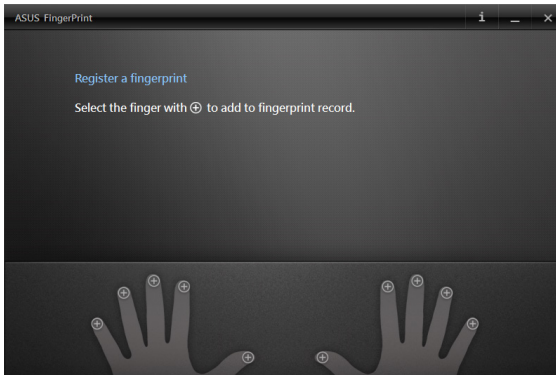 ASUS FingerPrint
Register a fingerprint
Select the finger with ⊕ to add to fingerprint record.